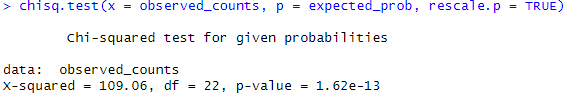 > chisq.test(x = observed_counts, p = expected_prob, rescale.p = TRUE)
Chi-squared test for given probabilities
data:  observed_counts
X-squared = 109.06, df = 22, p-value = 1.62e-13